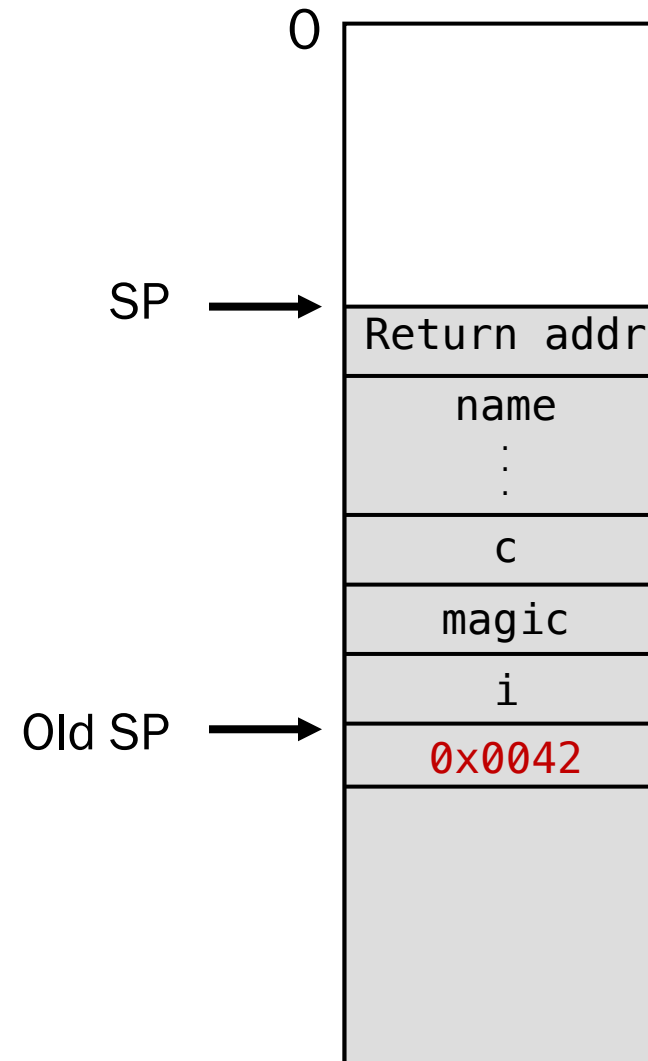 0
SP
Return addr
name
.
.
.
c
magic
i
Old SP
0x0042